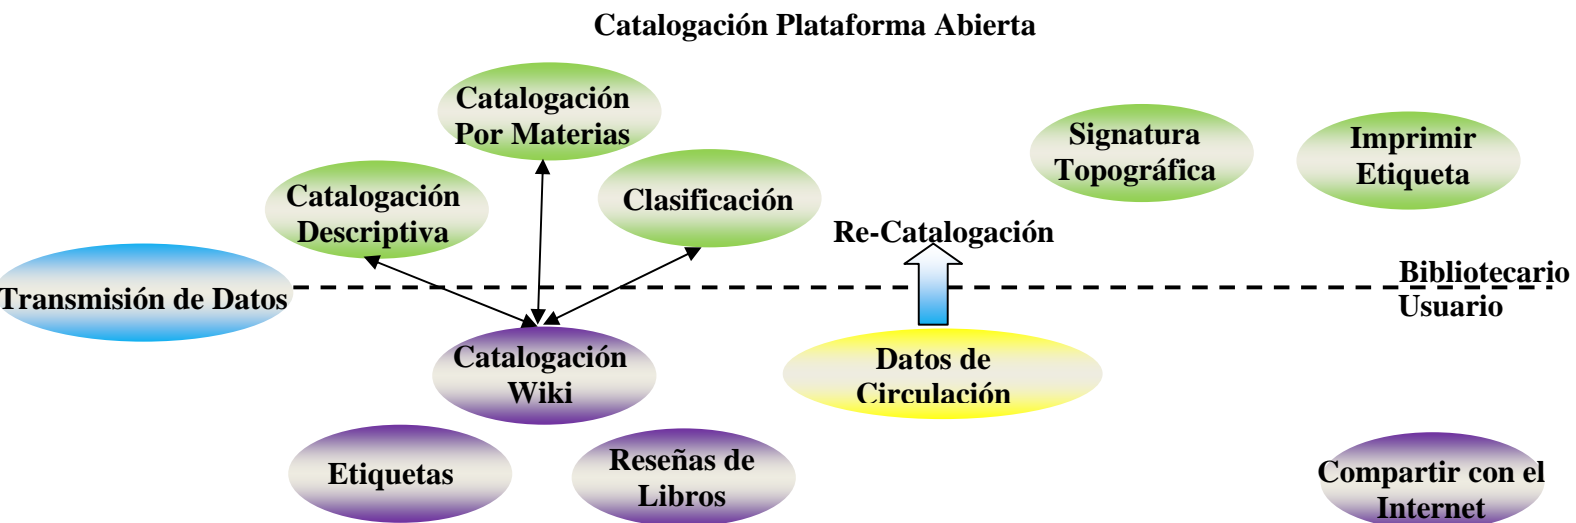 Catalogación Plataforma Abierta
Catalogación
Por Materias
Signatura
Topográfica
Imprimir
Etiqueta
Catalogación
Descriptiva
Clasificación
Re-Catalogación
Transmisión de Datos
Bibliotecario
Usuario
Catalogación
Wiki
Datos de
Circulación
Etiquetas
Reseñas de
Libros
Compartir con el
Internet